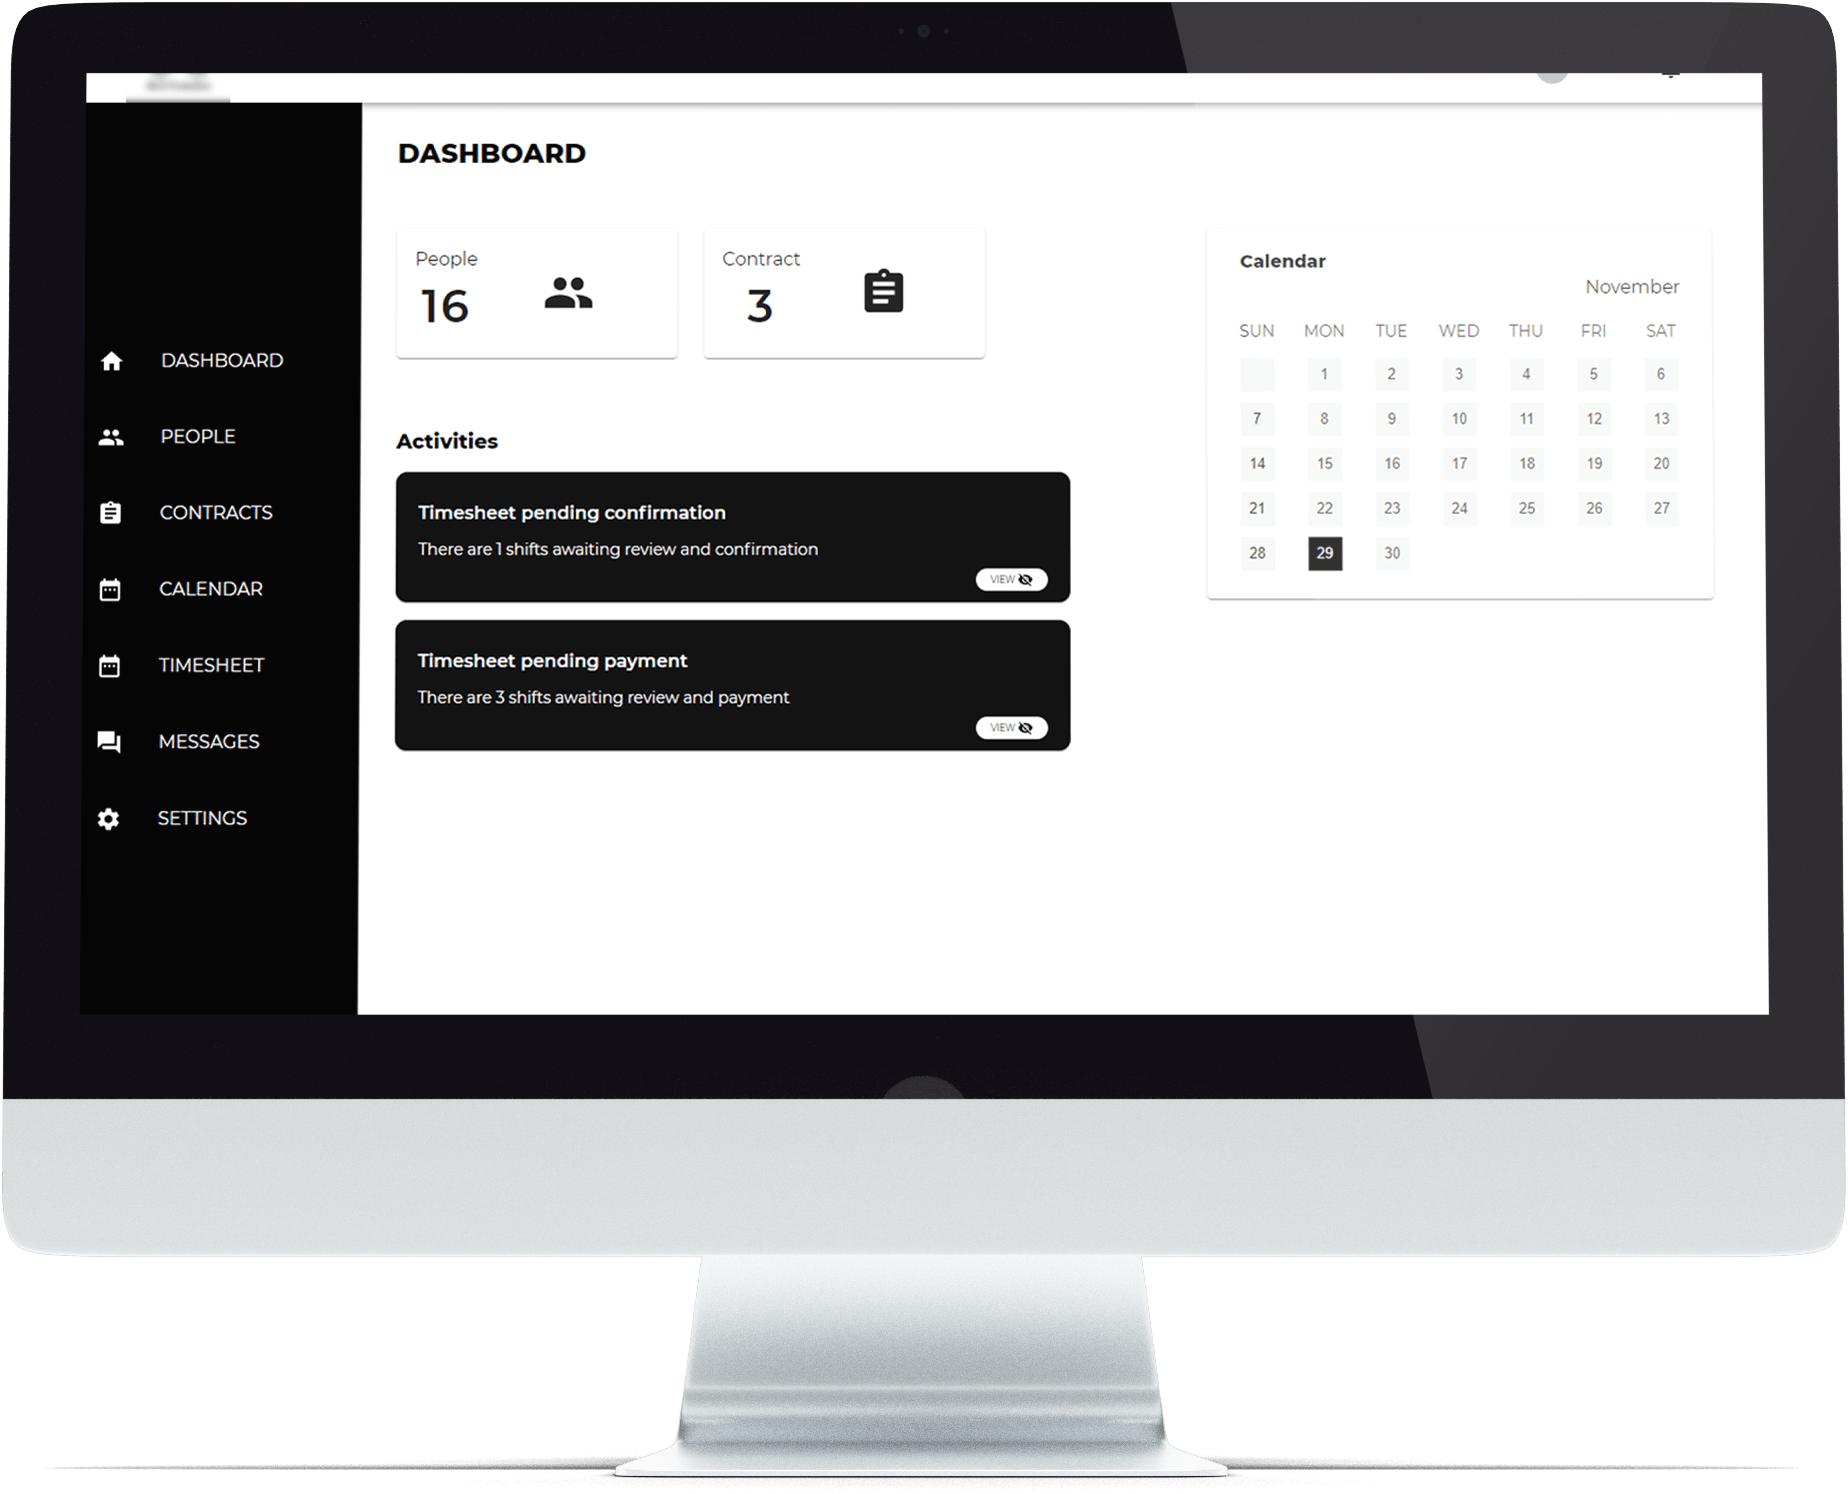 DASHBOARD
People
16
Contract
3
Activities
Timesheet pending confirmation
There are 1 shifts awaiting review and confirmation
VIEW
Timesheet pending payment
There are 3 shifts awaiting review and payment
VIEW
Calendar
November
SUN MON TUE WED THU FRI SAT
1 2 3 4 5 6
7 8 9 10 11 12 13
14 15 16 17 18 19 20
21 22 23 24 25 26 27
28 29 30
DASHBOARD
PEOPLE
CONTRACTS
CALENDAR
TIMESHEET
MESSAGES
SETTINGS